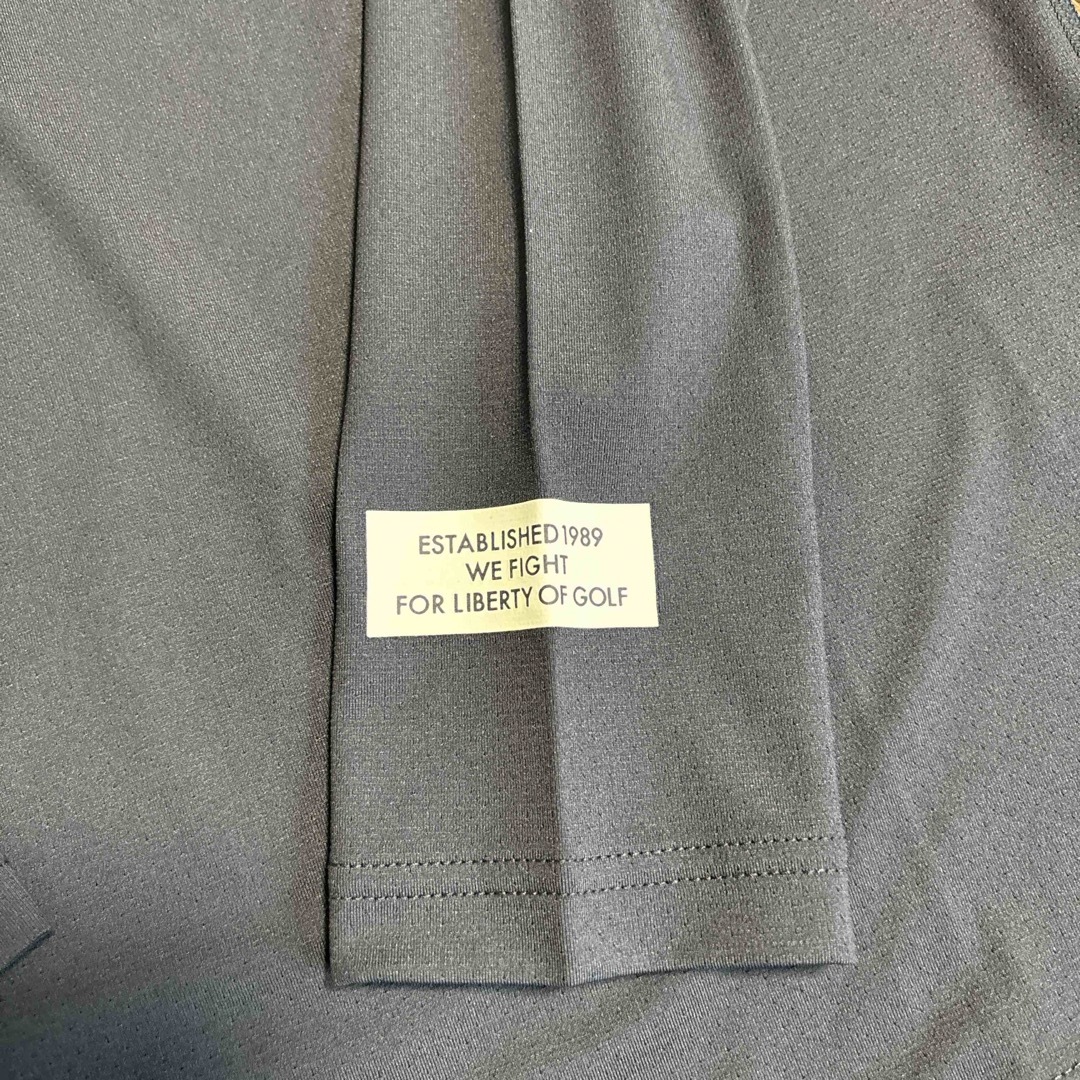 ESTABLISHED 1989
WE FIGHT
FOR LIBERTY OF GOLF